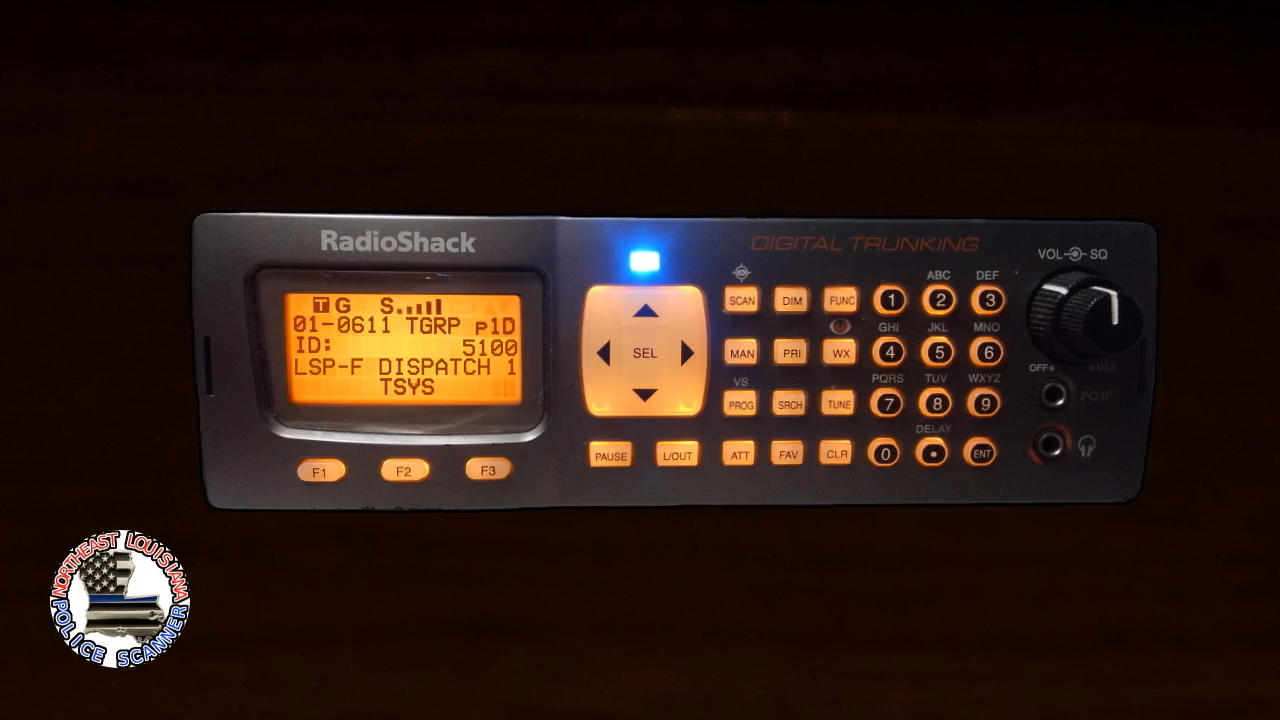 RadioShack
DIGITAL TRUNKING
VOL SQ
T G S
01-0611 TGRP p1D
ID: 5100
LSP-F DISPATCH 1
TSYS
F1 F2 F3
SEL
PAUSE L/OUT
ABC DEF
SCAN DIM FUNC 1 2 3
GHI JKL MNO
MAN PRI WX 4 5 6
VS PQRS TUV WXYZ
PROG SRCH TUNE 7 8 9
DELAY
ATT FAV CLR 0 • ENT
OFF MAX
PC/IF
NORTHEAST LOUISIANA
POLICE SCANNER